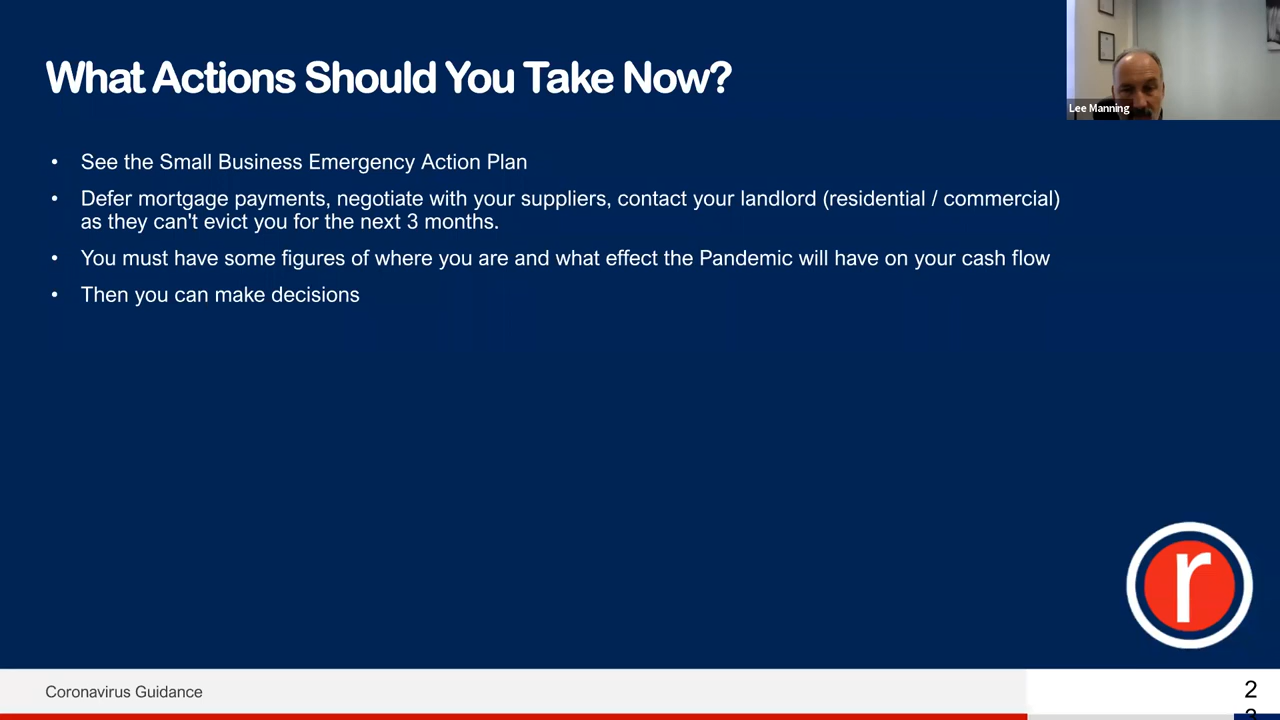 What Actions Should You Take Now?
Lee Manning
• See the Small Business Emergency Action Plan
• Defer mortgage payments, negotiate with your suppliers, contact your landlord (residential / commercial)
as they can't evict you for the next 3 months.
• You must have some figures of where you are and what effect the Pandemic will have on your cash flow
• Then you can make decisions
r
Coronavirus Guidance
2
3